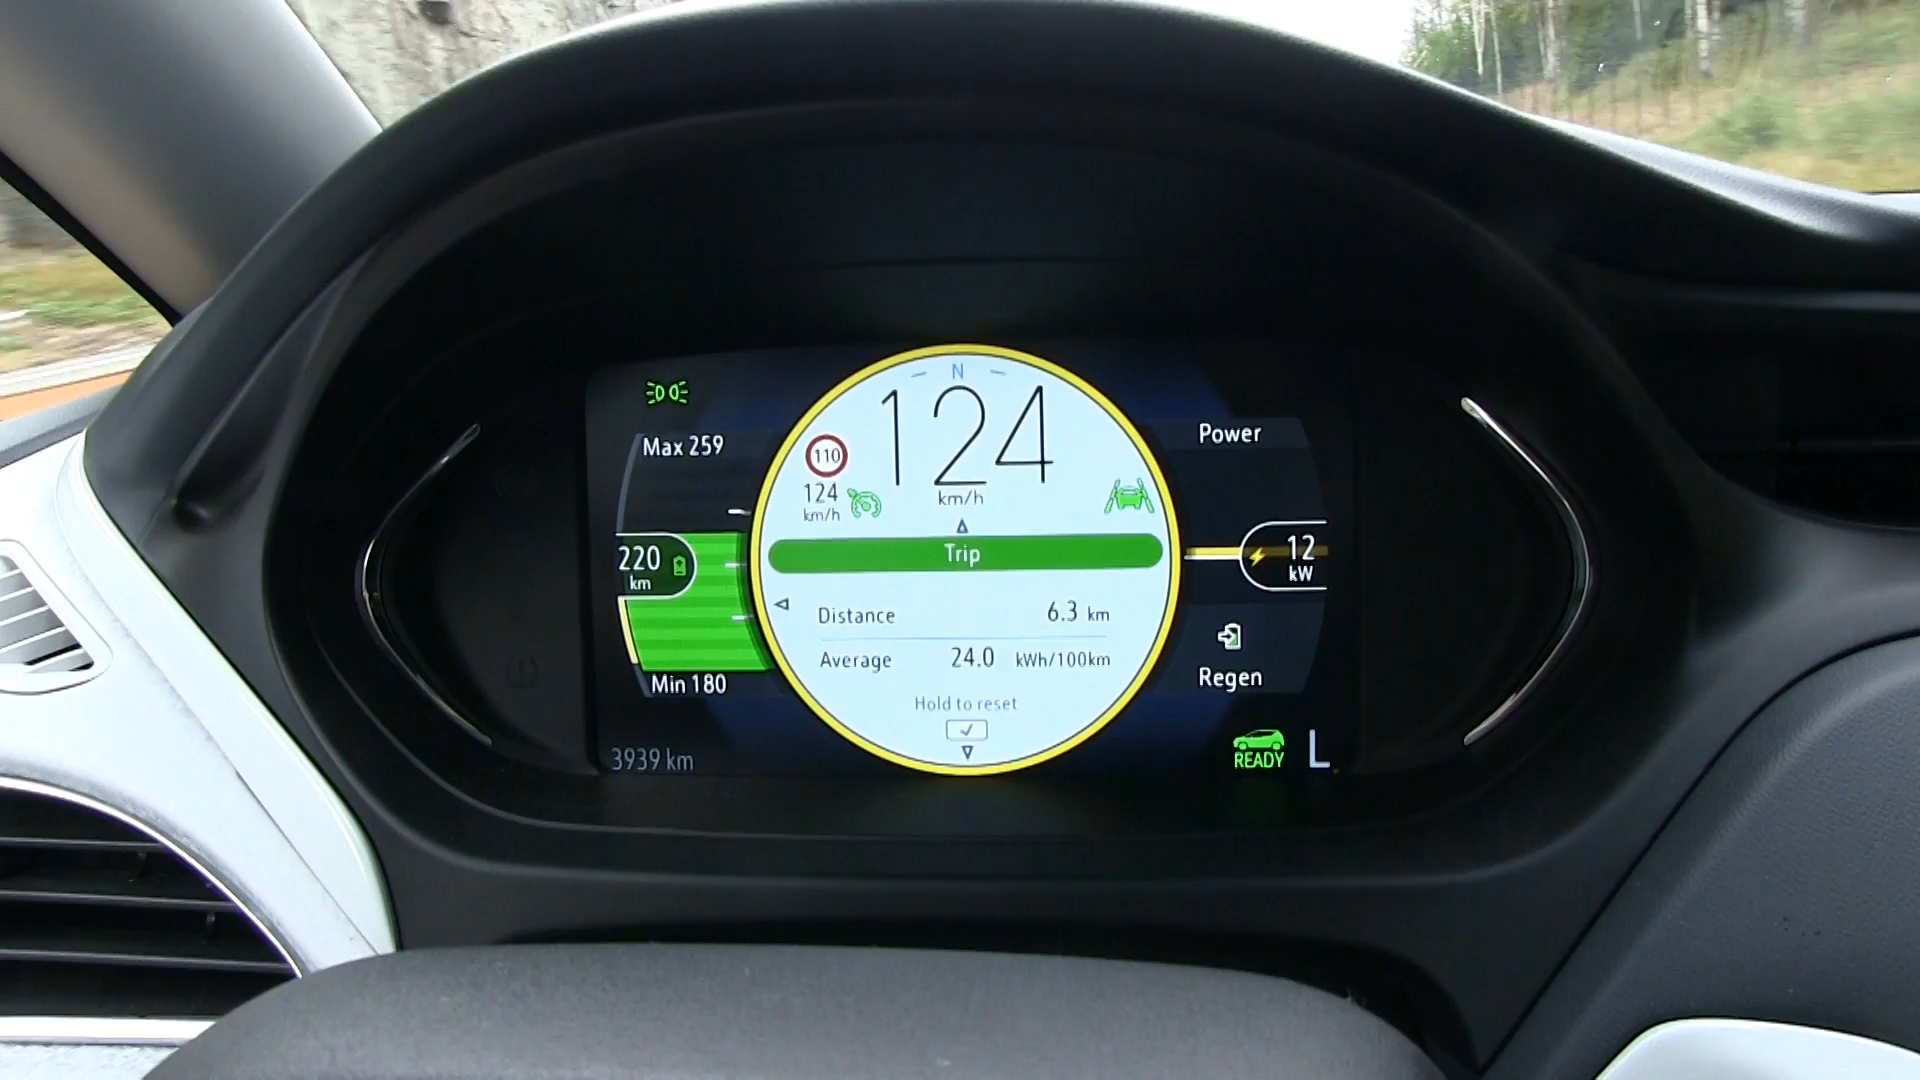 N
124
km/h
110
124
km/h
Max 259
220
km
Min 180
3939 km
Trip
Distance 6.3 km
Average 24.0 kWh/100km
Hold to reset
Power
12
kW
Regen
READY
L